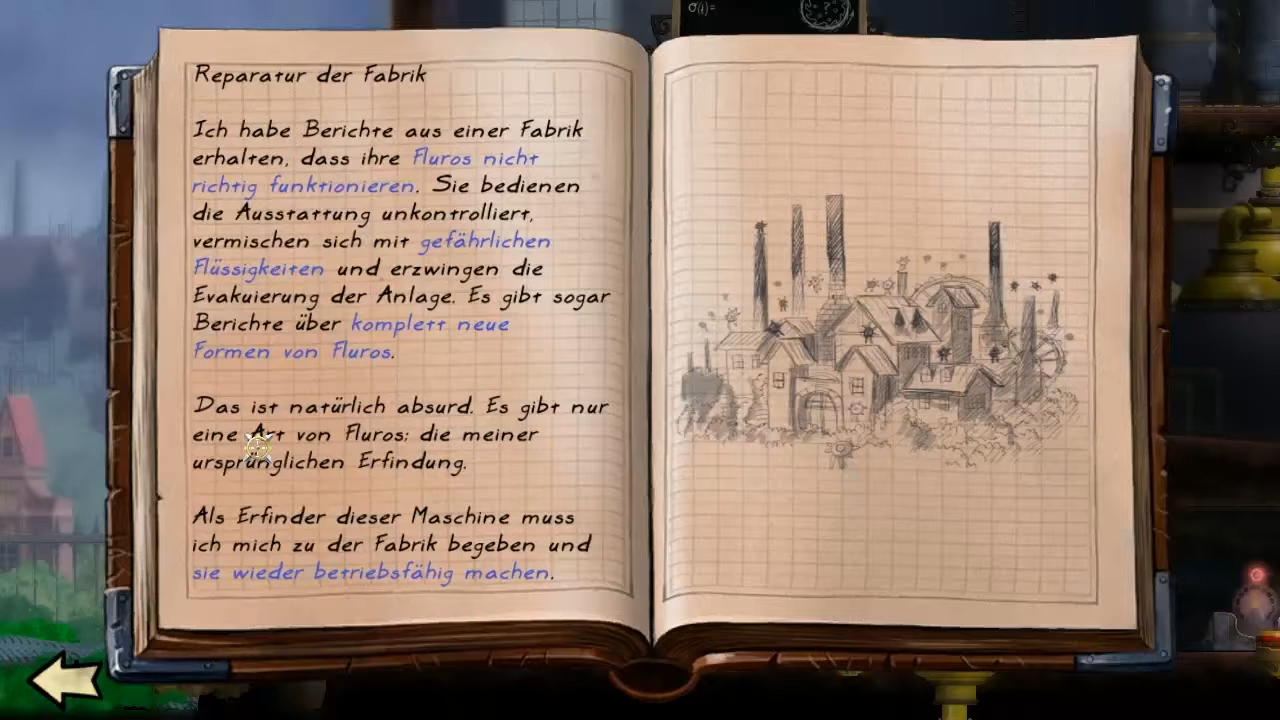 σ(i)=
?
Reparatur der Fabrik
Ich habe Berichte aus einer Fabrik
erhalten, dass ihre Fluros nicht
richtig funktionieren. Sie bedienen
die Ausstattung unkontrolliert,
vermischen sich mit gefährlichen
Flüssigkeiten und erzwingen die
Evakuierung der Anlage. Es gibt sogar
Berichte über komplett neue
Formen von Fluros.
Das ist natürlich absurd. Es gibt nur
eine Art von Fluros: die meiner
ursprünglichen Erfindung.
Als Erfinder dieser Maschine muss
ich mich zu der Fabrik begeben und
sie wieder betriebsfähig machen.